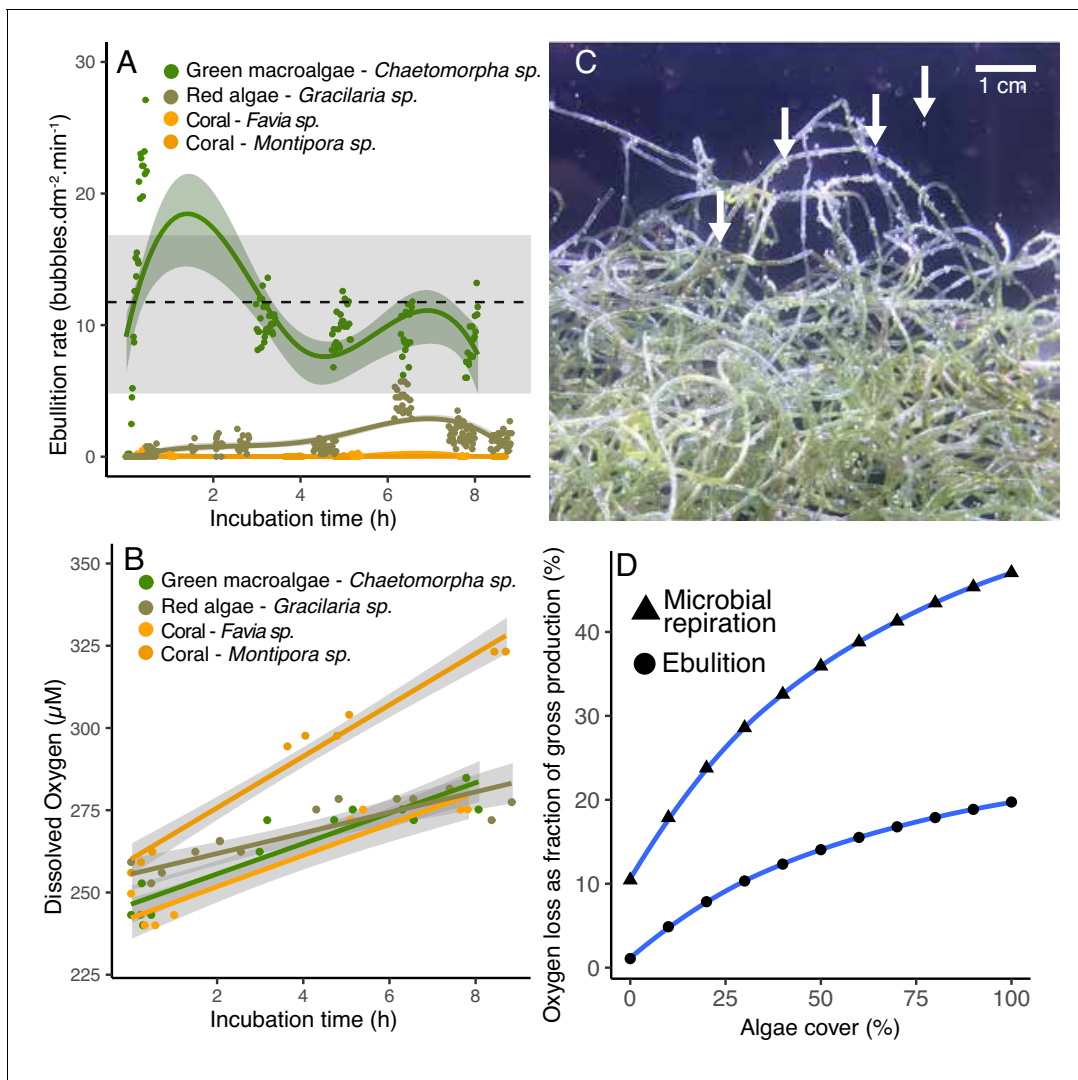 A
Green macroalgae - Chaetomorpha sp.
Red algae - Gracilaria sp.
Coral - Favia sp.
Coral - Montipora sp.
Ebullition rate (bubbles.dm-2.min-1)
30
20
10
0
2 4 6 8
Incubation time (h)
C
1 cm
B
Green macroalgae - Chaetomorpha sp.
Red algae - Gracilaria sp.
Coral - Favia sp.
Coral - Montipora sp.
Dissolved Oxygen (µM)
350
325
300
275
250
225
2 4 6 8
Incubation time (h)
D
Microbial
repiration
Ebulition
Oxygen loss as fraction of gross production (%)
40
30
20
10
0
0 25 50 75 100
Algae cover (%)